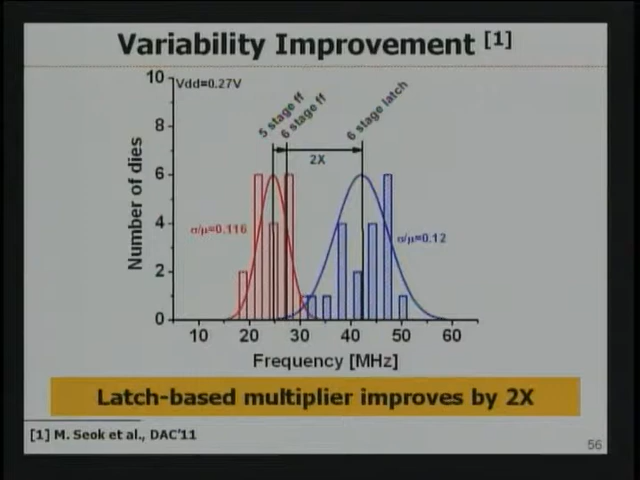 Variability Improvement [1]
Vdd=0.27V
5 stage ff
6 stage ff
6 stage latch
2X
σ/μ=0.116
σ/μ=0.12
Number of dies
10
8
6
4
2
0
10 20 30 40 50 60
Frequency [MHz]
Latch-based multiplier improves by 2X
[1] M. Seok et al., DAC'11
56